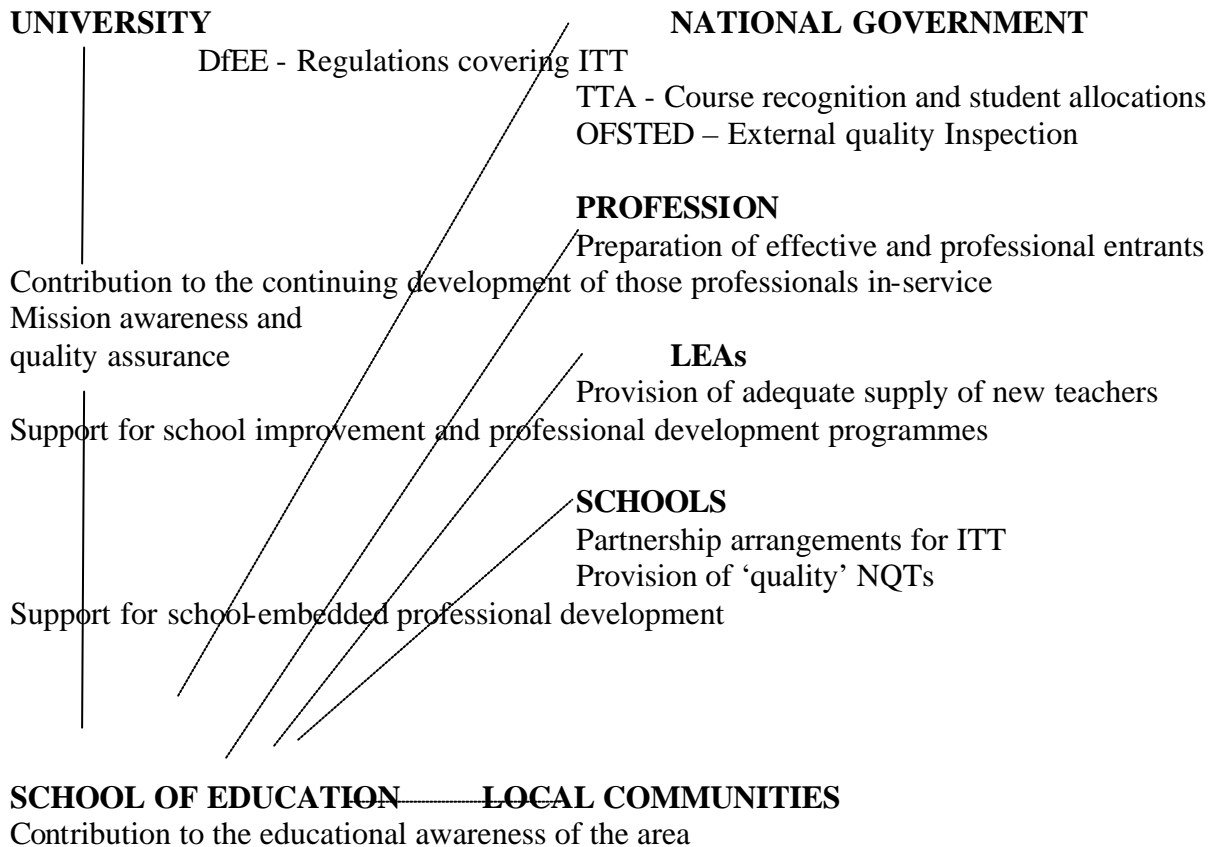 UNIVERSITY NATIONAL GOVERNMENT
DfEE - Regulations covering ITT
TTA - Course recognition and student allocations
OFSTED – External quality Inspection
PROFESSION
Preparation of effective and professional entrants
Contribution to the continuing development of those professionals in-service
Mission awareness and
quality assurance LEAs
Provision of adequate supply of new teachers
Support for school improvement and professional development programmes
SCHOOLS
Partnership arrangements for ITT
Provision of ‘quality’ NQTs
Support for school-embedded professional development
SCHOOL OF EDUCATION LOCAL COMMUNITIES
Contribution to the educational awareness of the area